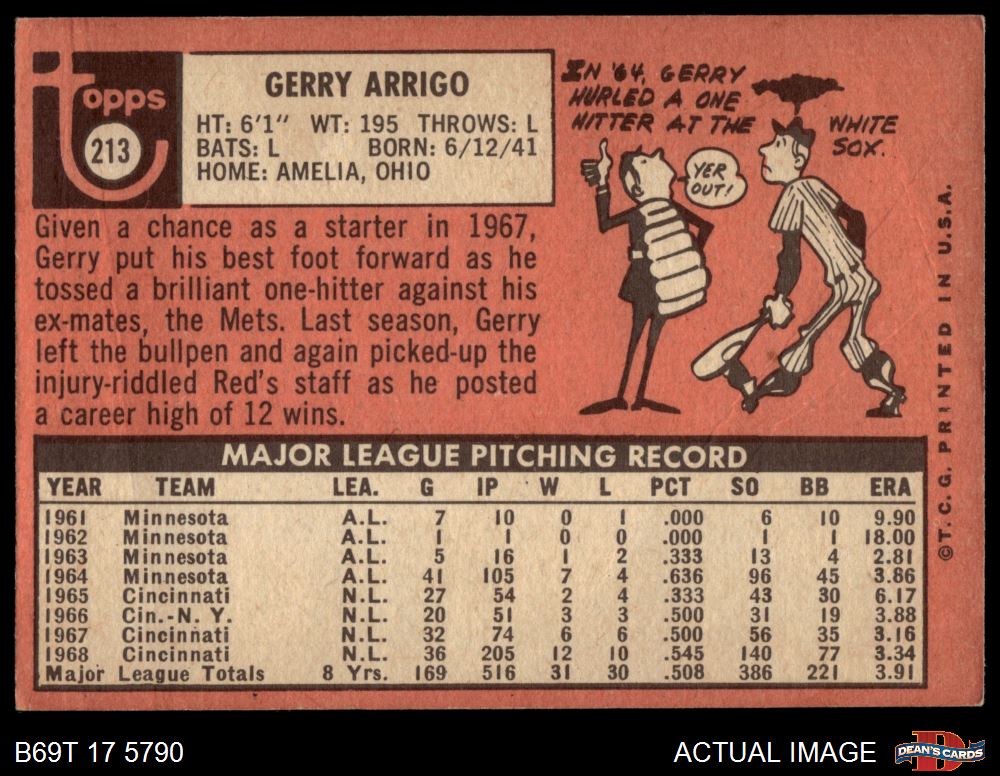 Topps
213
GERRY ARRIGO
HT: 6'1" WT: 195 THROWS: L
BATS: L BORN: 6/12/41
HOME: AMELIA, OHIO
IN '64, GERRY
HURLED A ONE
HITTER AT THE WHITE
SOX.
YER
OUT!
Given a chance as a starter in 1967,
Gerry put his best foot forward as he
tossed a brilliant one-hitter against his
ex-mates, the Mets. Last season, Gerry
left the bullpen and again picked-up the
injury-riddled Red's staff as he posted
a career high of 12 wins.
MAJOR LEAGUE PITCHING RECORD
YEAR TEAM LEA. G IP W L PCT SO BB ERA
1961 Minnesota A.L. 7 10 0 1 .000 6 10 9.90
1962 Minnesota A.L. 1 1 0 0 .000 1 1 18.00
1963 Minnesota A.L. 5 16 1 2 .333 13 4 2.81
1964 Minnesota A.L. 41 105 7 4 .636 96 45 3.86
1965 Cincinnati N.L. 27 54 2 4 .333 43 30 6.17
1966 Cin.-N. Y. N.L. 20 51 3 3 .500 31 19 3.88
1967 Cincinnati N.L. 32 74 6 6 .500 56 35 3.16
1968 Cincinnati N.L. 36 205 12 10 .545 140 77 3.34
Major League Totals 8 Yrs. 169 516 31 30 .508 386 221 3.91
©T. C. G. PRINTED IN U.S.A.
B69T 17 5790
ACTUAL IMAGE
D
DEAN'S CARDS